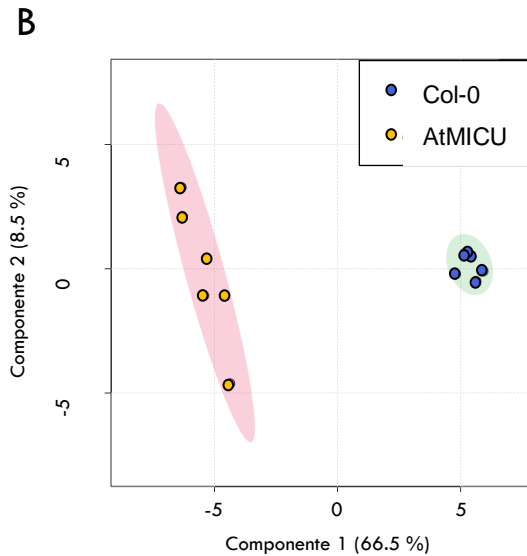 B
Col-0
AtMICU
Componente 2 (8.5 %)
5
0
-5
-5
0
5
Componente 1 (66.5 %)